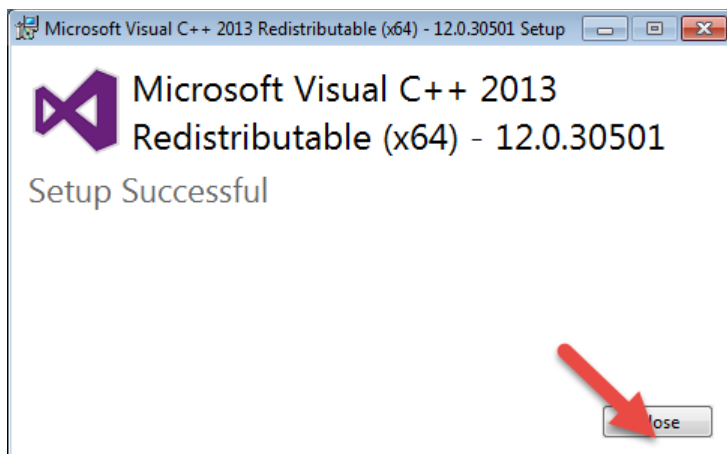 Microsoft Visual C++ 2013 Redistributable (x64) - 12.0.30501 Setup
Microsoft Visual C++ 2013
Redistributable (x64) - 12.0.30501
Setup Successful